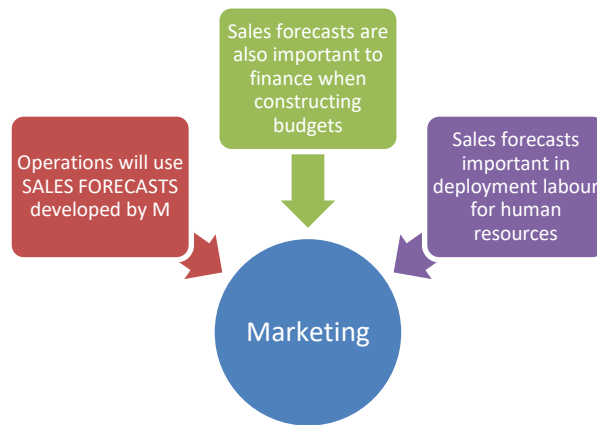 Sales forecasts are
also important to
finance when
constructing
budgets
Operations will use
SALES FORECASTS
developed by M
Sales forecasts
important in
deployment labour
for human
resources
Marketing